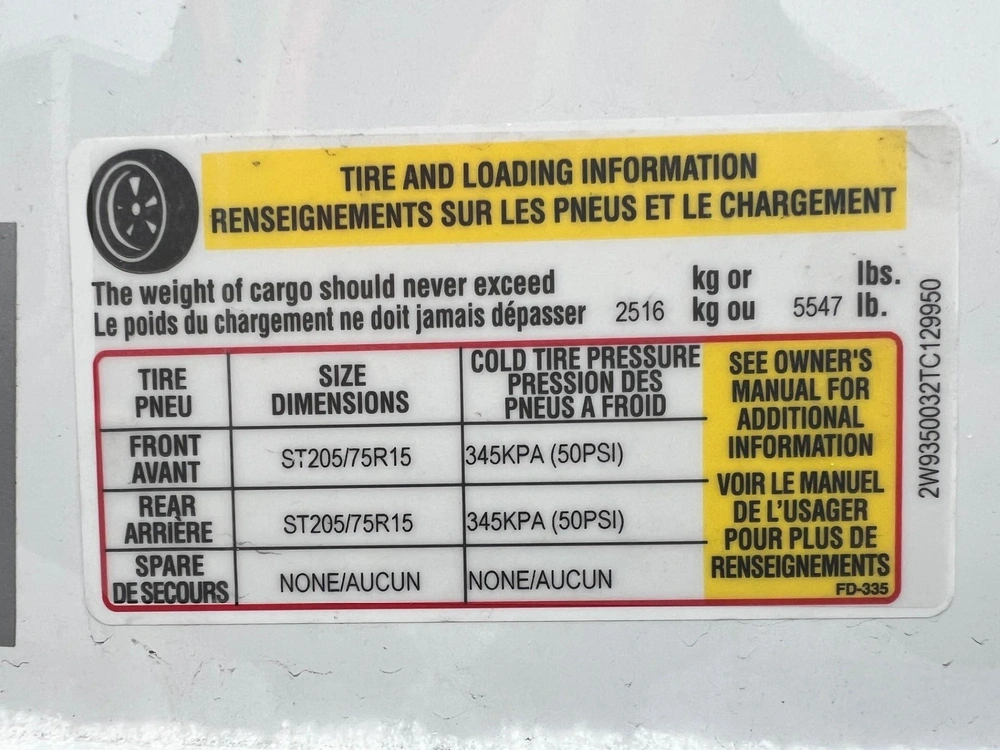 TIRE AND LOADING INFORMATION
RENSEIGNEMENTS SUR LES PNEUS ET LE CHARGEMENT
The weight of cargo should never exceed kg or lbs.
Le poids du chargement ne doit jamais dépasser 2516 kg ou 5547 lb.
TIRE
PNEU
SIZE
DIMENSIONS
COLD TIRE PRESSURE
PRESSION DES
PNEUS A FROID
FRONT
AVANT
ST205/75R15
345KPA (50PSI)
REAR
ARRIÈRE
ST205/75R15
345KPA (50PSI)
SPARE
DE SECOURS
NONE/AUCUN
NONE/AUCUN
SEE OWNER'S
MANUAL FOR
ADDITIONAL
INFORMATION
VOIR LE MANUEL
DE L'USAGER
POUR PLUS DE
RENSEIGNEMENTS
FD-335
2W9350032TC129950